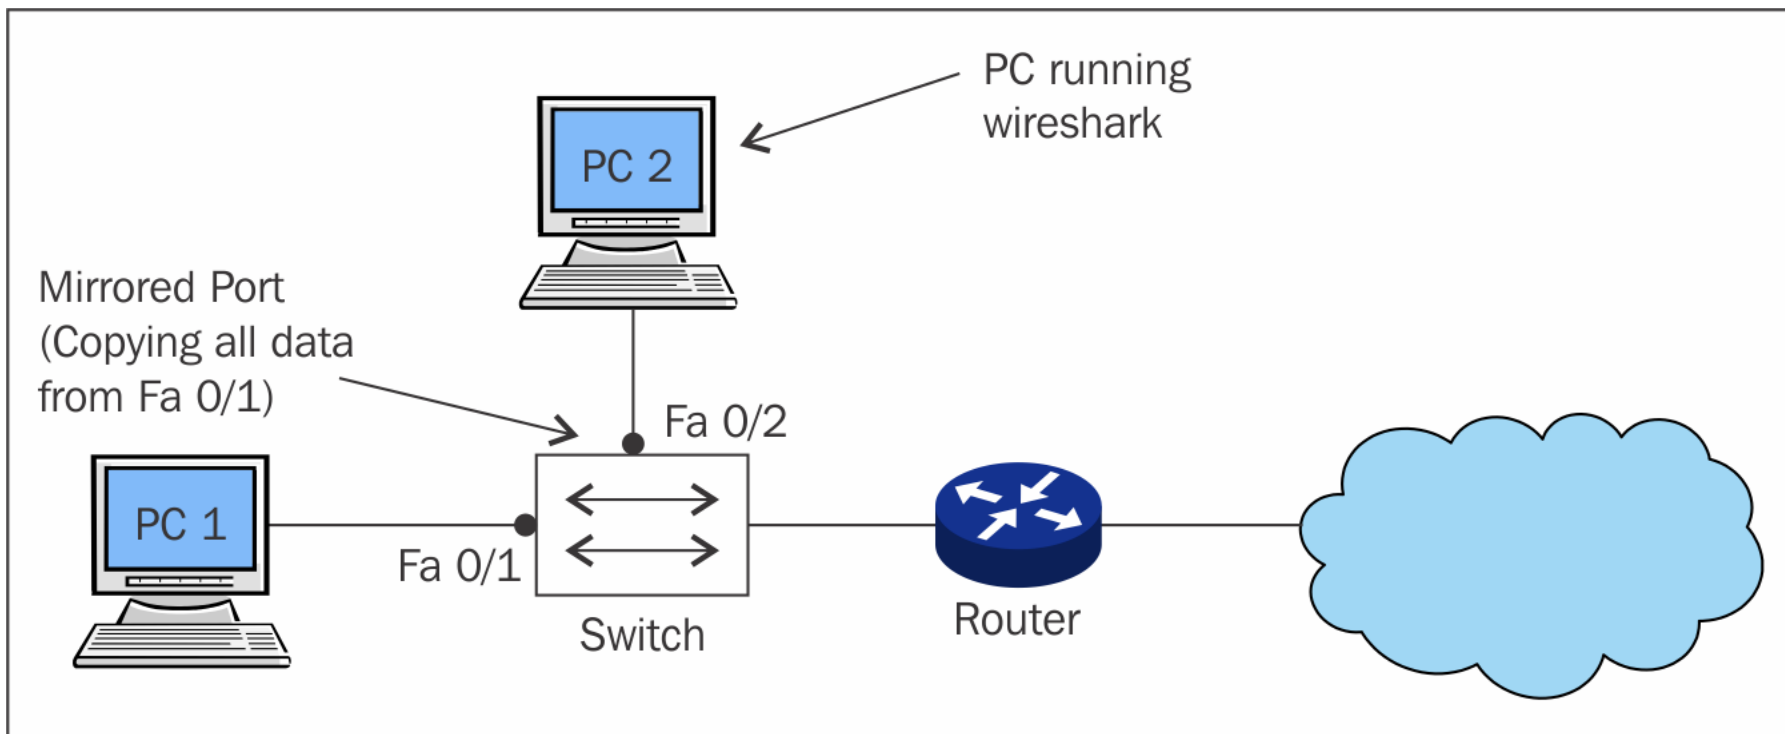 PC running
wireshark
PC 2
Mirrored Port
(Copying all data
from Fa 0/1)
Fa 0/2
PC 1
Fa 0/1
Switch
Router